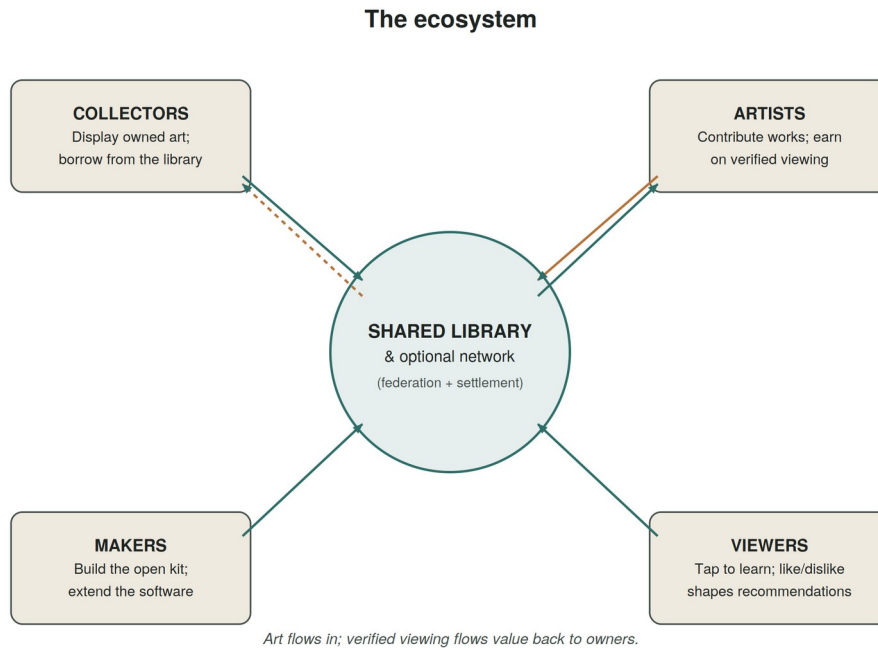 The ecosystem
COLLECTORS
Display owned art;
borrow from the library
ARTISTS
Contribute works; earn
on verified viewing
SHARED LIBRARY
& optional network
(federation + settlement)
MAKERS
Build the open kit;
extend the software
VIEWERS
Tap to learn; like/dislike
shapes recommendations
Art flows in; verified viewing flows value back to owners.